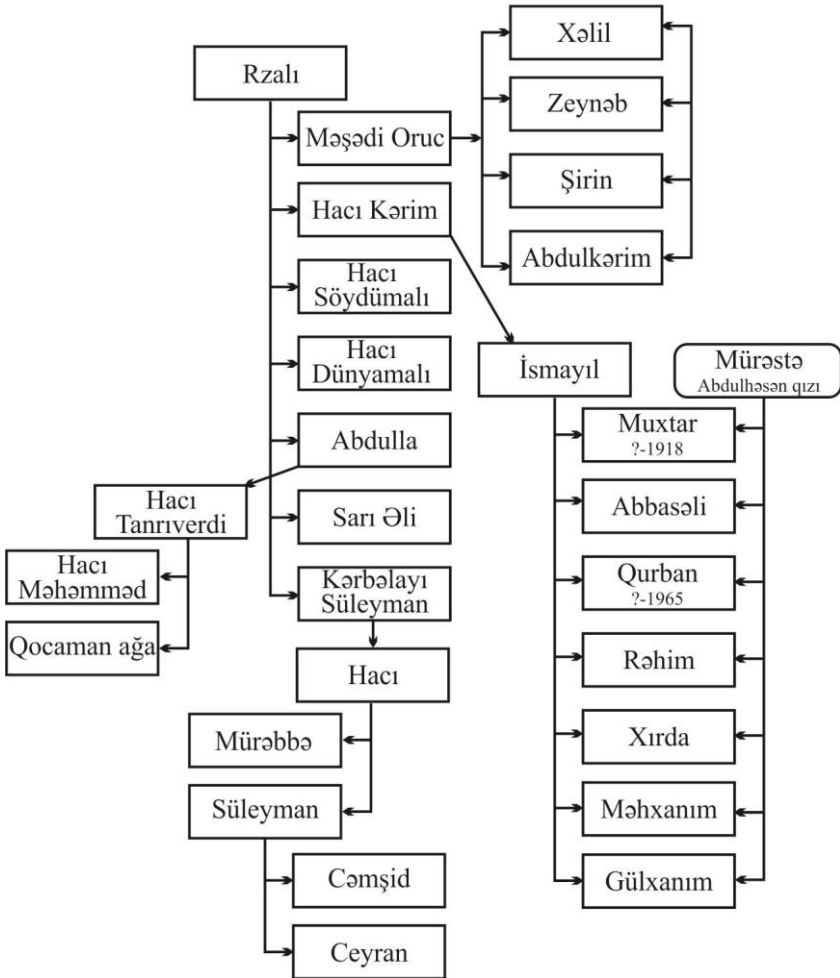 Rzalı
Məşədi Oruc
Xəlil
Zeynəb
Şirin
Abdulkərim
Hacı Kərim
Hacı
Söydümalı
Hacı
Dünyamalı
Abdulla
Sarı Əli
Kərbəlayı
Süleyman
İsmayıl
Mürəstə
Abdulhəsən qızı
Muxtar
?-1918
Abbasəli
Qurban
?-1965
Rəhim
Xırda
Məhxanım
Gülxanım
Hacı
Tanrıverdi
Hacı
Məhəmməd
Qocaman ağa
Hacı
Mürəbbə
Süleyman
Cəmşid
Ceyran